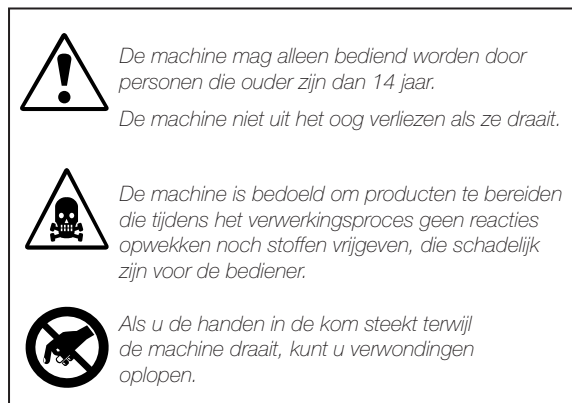 De machine mag alleen bediend worden door
personen die ouder zijn dan 14 jaar.
De machine niet uit het oog verliezen als ze draait.
De machine is bedoeld om producten te bereiden
die tijdens het verwerkingsproces geen reacties
opwekken noch stoffen vrijgeven, die schadelijk
zijn voor de bediener.
Als u de handen in de kom steekt terwijl
de machine draait, kunt u verwondingen
oplopen.